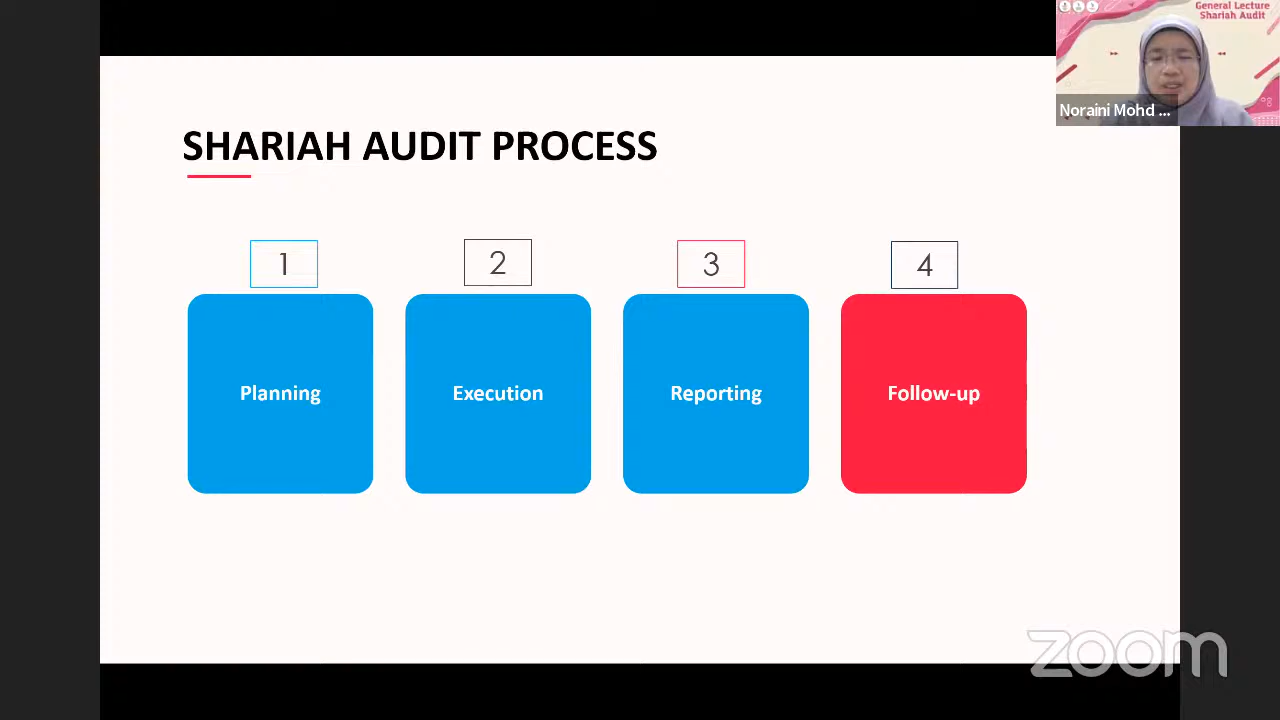 General Lecture
Shariah Audit
Noraini Mohd ...
SHARIAH AUDIT PROCESS
1
2
3
4
Planning
Execution
Reporting
Follow-up
zoom